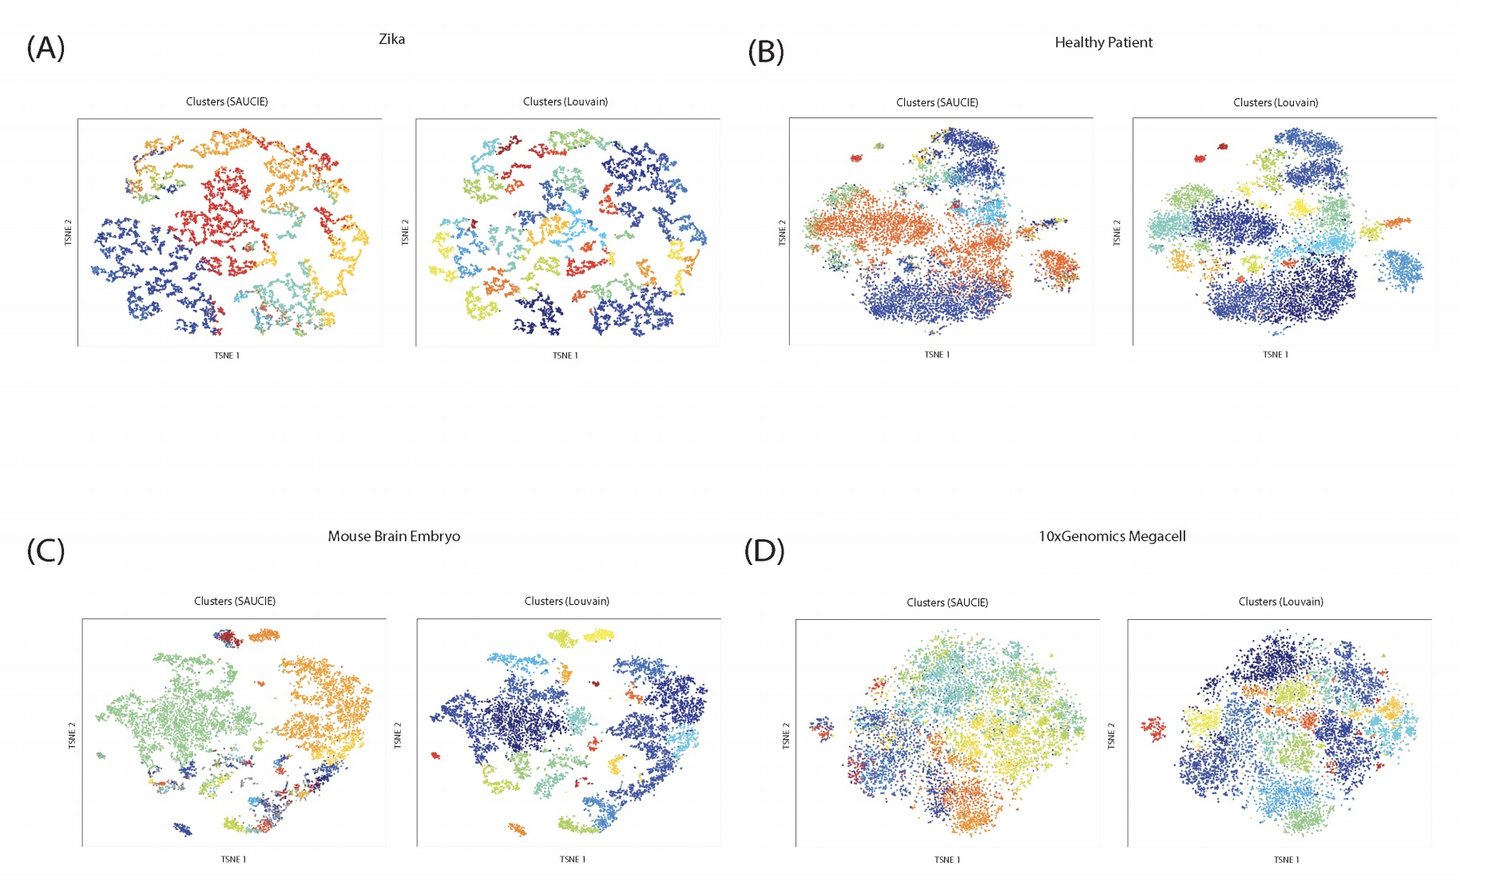 (A)
Zika
Clusters (SAUCIE)
Clusters (Louvain)
TSNE 2
TSNE 2
TSNE 1
TSNE 1
(B)
Healthy Patient
Clusters (SAUCIE)
Clusters (Louvain)
TSNE 2
TSNE 2
TSNE 1
TSNE 1
(C)
Mouse Brain Embryo
Clusters (SAUCIE)
Clusters (Louvain)
TSNE 2
TSNE 2
TSNE 1
TSNE 1
(D)
10xGenomics Megacell
Clusters (SAUCIE)
Clusters (Louvain)
TSNE 2
TSNE 2
TSNE 1
TSNE 1